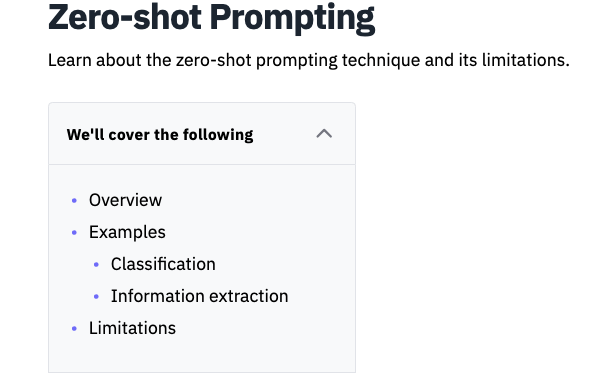 Zero-shot Prompting
Learn about the zero-shot prompting technique and its limitations.
We'll cover the following
Overview
Examples
Classification
Information extraction
Limitations